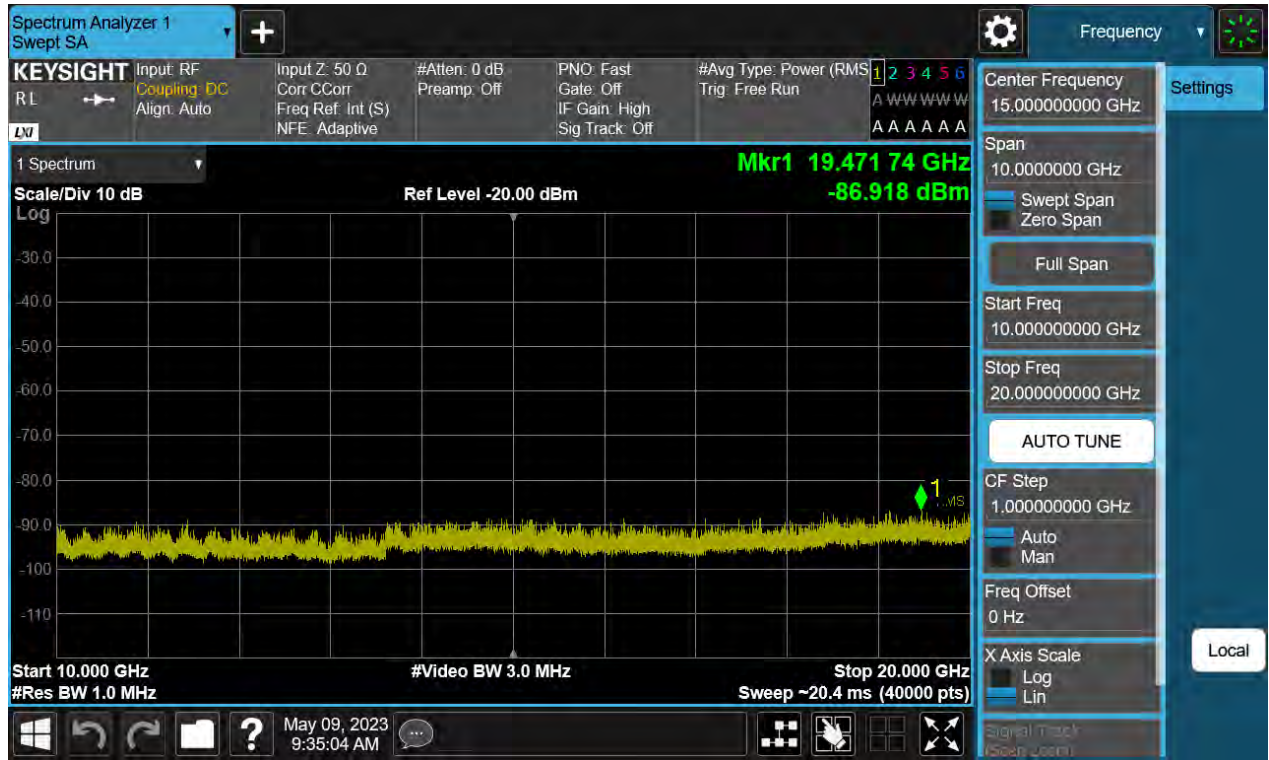 Spectrum Analyzer 1
Swept SA
+
Frequency
KEYSIGHT
RL
LXI
Input: RF
Coupling: DC
Align: Auto
Input Z: 50 Ω
Corr CCorr
Freq Ref: Int (S)
NFE: Adaptive
#Atten: 0 dB
Preamp: Off
PNO: Fast
Gate: Off
IF Gain: High
Sig Track: Off
#Avg Type: Power (RMS
Trig: Free Run
1 2 3 4 5 6
A W W W W W
A A A A A A
1 Spectrum
Scale/Div 10 dB
Ref Level -20.00 dBm
Mkr1 19.471 74 GHz
-86.918 dBm
Log
-30.0
-40.0
-50.0
-60.0
-70.0
-80.0
-90.0
-100
-110
1
Start 10.000 GHz
#Res BW 1.0 MHz
#Video BW 3.0 MHz
Stop 20.000 GHz
Sweep ~20.4 ms (40000 pts)
Center Frequency
15.000000000 GHz
Settings
Span
10.0000000 GHz
Swept Span
Zero Span
Full Span
Start Freq
10.000000000 GHz
Stop Freq
20.000000000 GHz
AUTO TUNE
CF Step
1.000000000 GHz
Auto
Man
Freq Offset
0 Hz
X Axis Scale
Log
Lin
Signal Track
(Span Zoom)
Local
?
May 09, 2023
9:35:04 AM